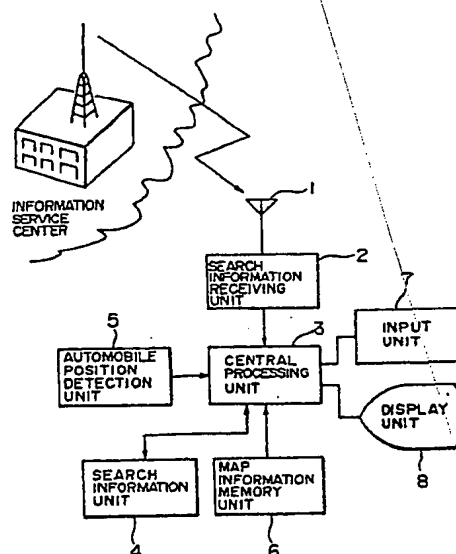 INFORMATION
SERVICE
CENTER
1
SEARCH
INFORMATION
RECEIVING
UNIT
2
3
7
INPUT
UNIT
5
AUTOMOBILE
POSITION
DETECTION
UNIT
CENTRAL
PROCESSING
UNIT
DISPLAY
UNIT
8
SEARCH
INFORMATION
UNIT
4
MAP
INFORMATION
MEMORY
UNIT
6